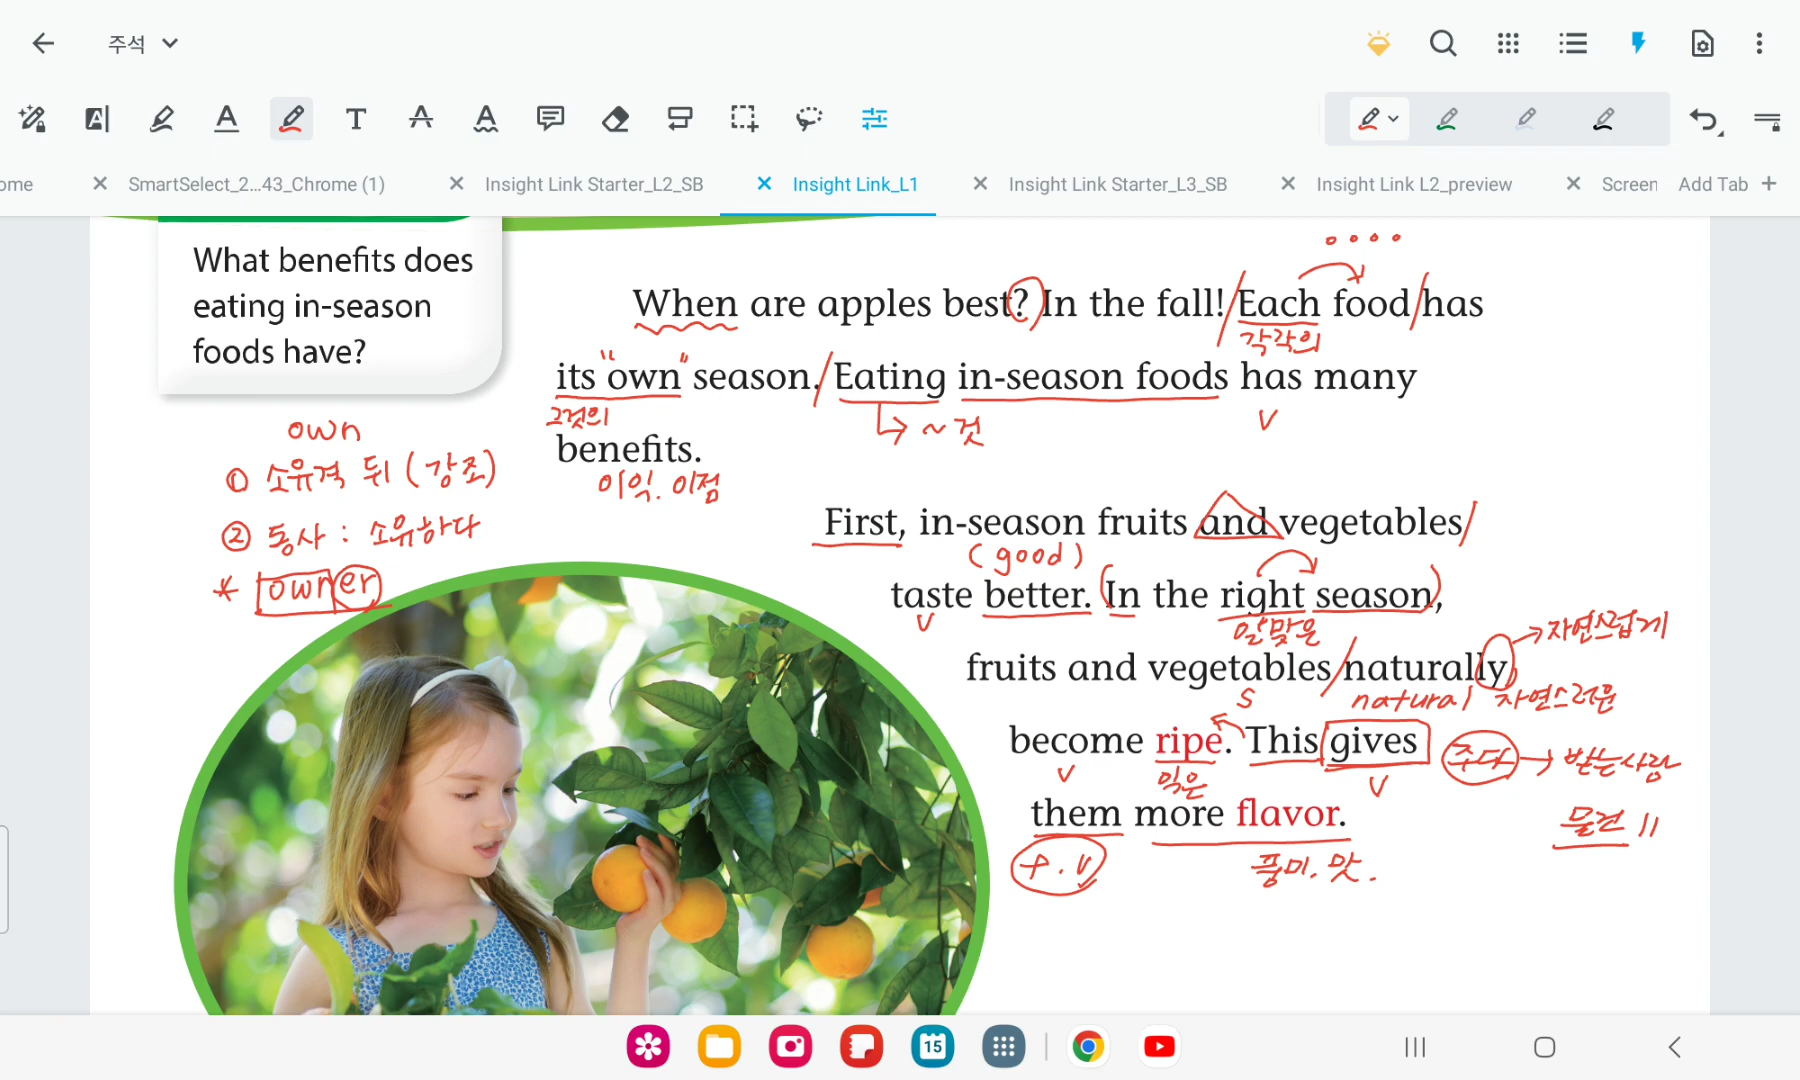 주석
ome
SmartSelect_2...43_Chrome (1)
Insight Link Starter_L2_SB
Insight Link_L1
Insight Link Starter_L3_SB
Insight Link L2_preview
Screen
Add Tab +
What benefits does
eating in-season
foods have?
When are apples best? In the fall! Each food has
각각의
its "own" season. Eating in-season foods has many
그것의
~ 것
V
benefits.
이익. 이점
own
① 소유격 뒤 (강조)
② 동사 : 소유하다
* owner
First, in-season fruits and vegetables
(good)
taste better. In the right season,
V
알맞은
fruits and vegetables naturally
자연스럽게
S
natural 자연스러운
become ripe. This gives
V
익은
V
주다 → 받는사람
물건 11
them more flavor.
풍미. 맛.
15